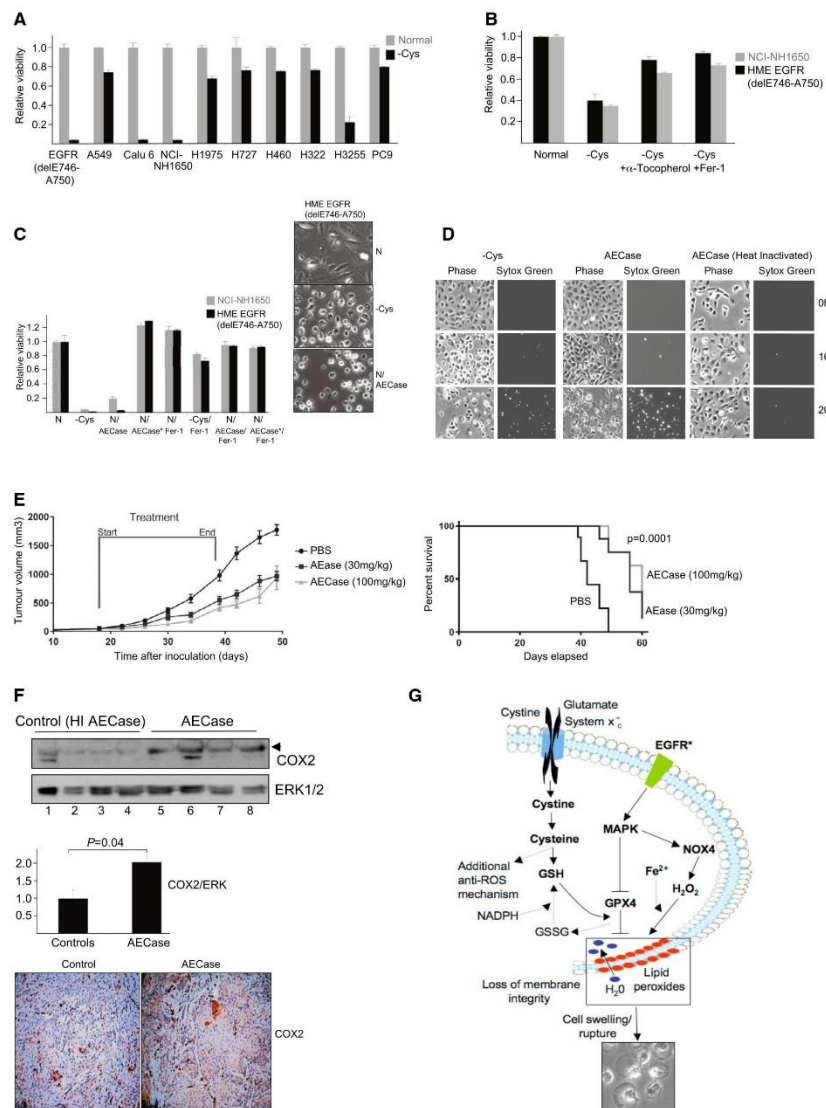 A
Normal
-Cys
Relative viability
1.0
0.8
0.6
0.4
0.2
EGFR (delE746-A750)
A549
Calu 6
NCI-NH1650
H1975
H727
H460
H322
H3255
PC9
B
NCI-NH1650
HME EGFR
(delE746-A750)
Relative viability
1.0
0.8
0.6
0.4
0.2
Normal
-Cys
-Cys +α-Tocopherol
-Cys +Fer-1
C
HME EGFR
(delE746-A750)
N
-Cys
N/
AECase
NCI-NH1650
HME EGFR
(delE746-A750)
Relative viability
1.2
1.0
0.8
0.6
0.4
0.2
N
-Cys
N/ AECase
N/ AECase*
N/ Fer-1
-Cys/ Fer-1
N/ AECase/ Fer-1
N/ AECase*/ Fer-1
D
-Cys
AECase
AECase (Heat Inactivated)
Phase Sytox Green
Phase Sytox Green
Phase Sytox Green
E
Tumour volume (mm3)
2000
1500
1000
500
0
Treatment
Start
End
PBS
AEase (30mg/kg)
AECase (100mg/kg)
10 20 30 40 50
Time after inoculation (days)
Percent survival
100
50
0
p=0.0001
AECase (100mg/kg)
PBS
AEase (30mg/kg)
0 20 40 60
Days elapsed
F
Control (HI AECase)
AECase
COX2
ERK1/2
1 2 3 4 5 6 7 8
P=0.04
2.0
1.5
1.0
0.5
COX2/ERK
Controls
AECase
Control
AECase
COX2
G
Cystine
Glutamate
System x⁻c
EGFR*
Cystine
Cysteine
MAPK
NOX4
Additional
anti-ROS
mechanism
GSH
Fe²⁺
H₂O₂
NADPH
GPX4
GSSG
Lipid
peroxides
H₂0
Loss of membrane
integrity
Cell swelling/
rupture